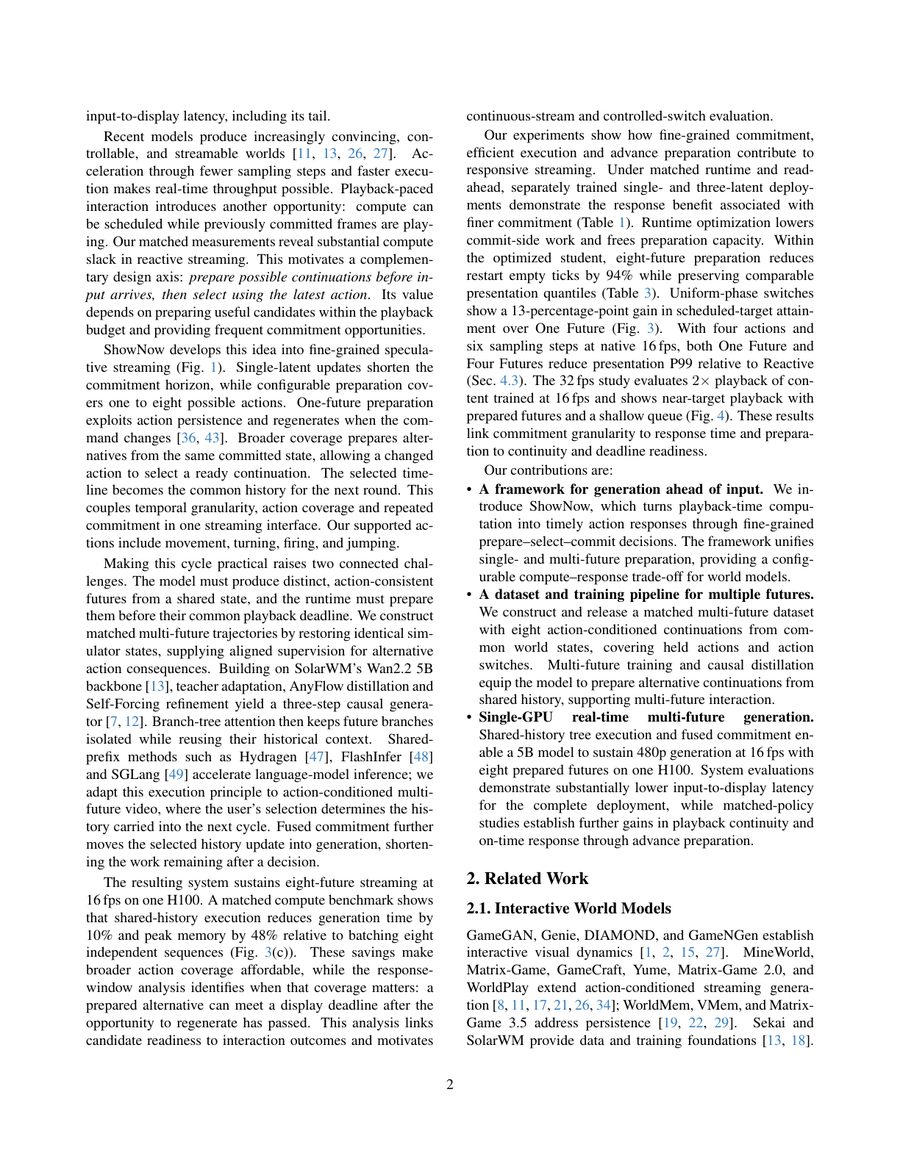 input-to-display latency, including its tail.
Recent models produce increasingly convincing, con-
trollable, and streamable worlds [11, 13, 26, 27]. Ac-
celeration through fewer sampling steps and faster execu-
tion makes real-time throughput possible. Playback-paced
interaction introduces another opportunity: compute can
be scheduled while previously committed frames are play-
ing. Our matched measurements reveal substantial compute
slack in reactive streaming. This motivates a complemen-
tary design axis: prepare possible continuations before in-
put arrives, then select using the latest action. Its value
depends on preparing useful candidates within the playback
budget and providing frequent commitment opportunities.
ShowNow develops this idea into fine-grained specula-
tive streaming (Fig. 1). Single-latent updates shorten the
commitment horizon, while configurable preparation cov-
ers one to eight possible actions. One-future preparation
exploits action persistence and regenerates when the com-
mand changes [36, 43]. Broader coverage prepares alter-
natives from the same committed state, allowing a changed
action to select a ready continuation. The selected time-
line becomes the common history for the next round. This
couples temporal granularity, action coverage and repeated
commitment in one streaming interface. Our supported ac-
tions include movement, turning, firing, and jumping.
Making this cycle practical raises two connected chal-
lenges. The model must produce distinct, action-consistent
futures from a shared state, and the runtime must prepare
them before their common playback deadline. We construct
matched multi-future trajectories by restoring identical sim-
ulator states, supplying aligned supervision for alternative
action consequences. Building on SolarWM's Wan2.2 5B
backbone [13], teacher adaptation, AnyFlow distillation and
Self-Forcing refinement yield a three-step causal genera-
tor [7, 12]. Branch-tree attention then keeps future branches
isolated while reusing their historical context. Shared-
prefix methods such as Hydragen [47], FlashInfer [48]
and SGLang [49] accelerate language-model inference; we
adapt this execution principle to action-conditioned multi-
future video, where the user's selection determines the his-
tory carried into the next cycle. Fused commitment further
moves the selected history update into generation, shorten-
ing the work remaining after a decision.
The resulting system sustains eight-future streaming at
16 fps on one H100. A matched compute benchmark shows
that shared-history execution reduces generation time by
10% and peak memory by 48% relative to batching eight
independent sequences (Fig. 3(c)). These savings make
broader action coverage affordable, while the response-
window analysis identifies when that coverage matters: a
prepared alternative can meet a display deadline after the
opportunity to regenerate has passed. This analysis links
candidate readiness to interaction outcomes and motivates
continuous-stream and controlled-switch evaluation.
Our experiments show how fine-grained commitment,
efficient execution and advance preparation contribute to
responsive streaming. Under matched runtime and read-
ahead, separately trained single- and three-latent deploy-
ments demonstrate the response benefit associated with
finer commitment (Table 1). Runtime optimization lowers
commit-side work and frees preparation capacity. Within
the optimized student, eight-future preparation reduces
restart empty ticks by 94% while preserving comparable
presentation quantiles (Table 3). Uniform-phase switches
show a 13-percentage-point gain in scheduled-target attain-
ment over One Future (Fig. 3). With four actions and
six sampling steps at native 16 fps, both One Future and
Four Futures reduce presentation P99 relative to Reactive
(Sec. 4.3). The 32 fps study evaluates 2× playback of con-
tent trained at 16 fps and shows near-target playback with
prepared futures and a shallow queue (Fig. 4). These results
link commitment granularity to response time and prepara-
tion to continuity and deadline readiness.
Our contributions are:
• A framework for generation ahead of input. We in-
troduce ShowNow, which turns playback-time compu-
tation into timely action responses through fine-grained
prepare–select–commit decisions. The framework unifies
single- and multi-future preparation, providing a config-
urable compute–response trade-off for world models.
• A dataset and training pipeline for multiple futures.
We construct and release a matched multi-future dataset
with eight action-conditioned continuations from com-
mon world states, covering held actions and action
switches. Multi-future training and causal distillation
equip the model to prepare alternative continuations from
shared history, supporting multi-future interaction.
• Single-GPU real-time multi-future generation.
Shared-history tree execution and fused commitment en-
able a 5B model to sustain 480p generation at 16 fps with
eight prepared futures on one H100. System evaluations
demonstrate substantially lower input-to-display latency
for the complete deployment, while matched-policy
studies establish further gains in playback continuity and
on-time response through advance preparation.
2. Related Work
2.1. Interactive World Models
GameGAN, Genie, DIAMOND, and GameNGen establish
interactive visual dynamics [1, 2, 15, 27]. MineWorld,
Matrix-Game, GameCraft, Yume, Matrix-Game 2.0, and
WorldPlay extend action-conditioned streaming genera-
tion [8, 11, 17, 21, 26, 34]; WorldMem, VMem, and Matrix-
Game 3.5 address persistence [19, 22, 29]. Sekai and
SolarWM provide data and training foundations [13, 18].
2